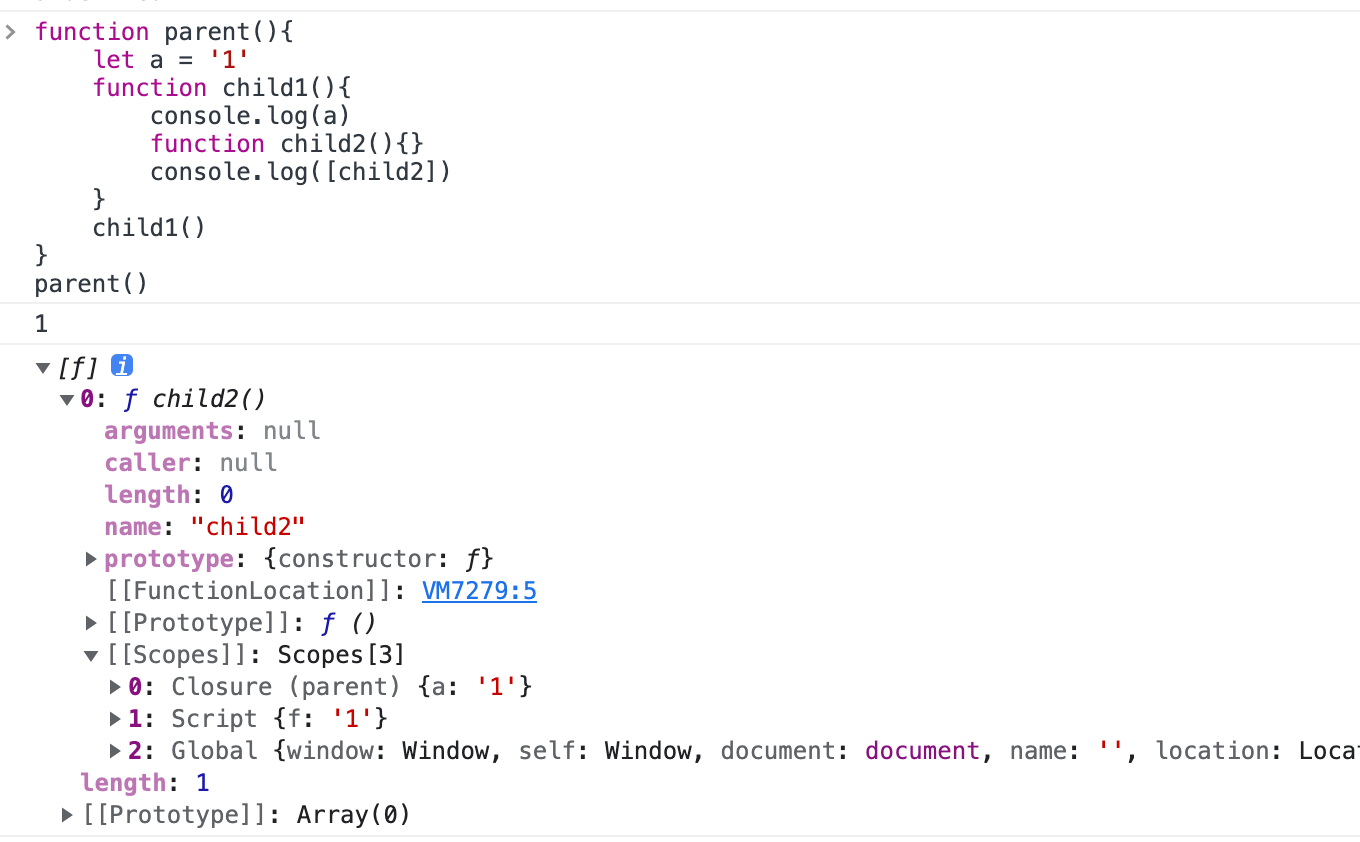 function parent(){
    let a = '1'
    function child1(){
        console.log(a)
        function child2(){}
        console.log([child2])
    }
    child1()
}
parent()
1
[f] i
0: ƒ child2()
arguments: null
caller: null
length: 0
name: "child2"
prototype: {constructor: ƒ}
[[FunctionLocation]]: VM7279:5
[[Prototype]]: ƒ ()
[[Scopes]]: Scopes[3]
0: Closure (parent) {a: '1'}
1: Script {f: '1'}
2: Global {window: Window, self: Window, document: document, name: '', location: Loca
length: 1
[[Prototype]]: Array(0)